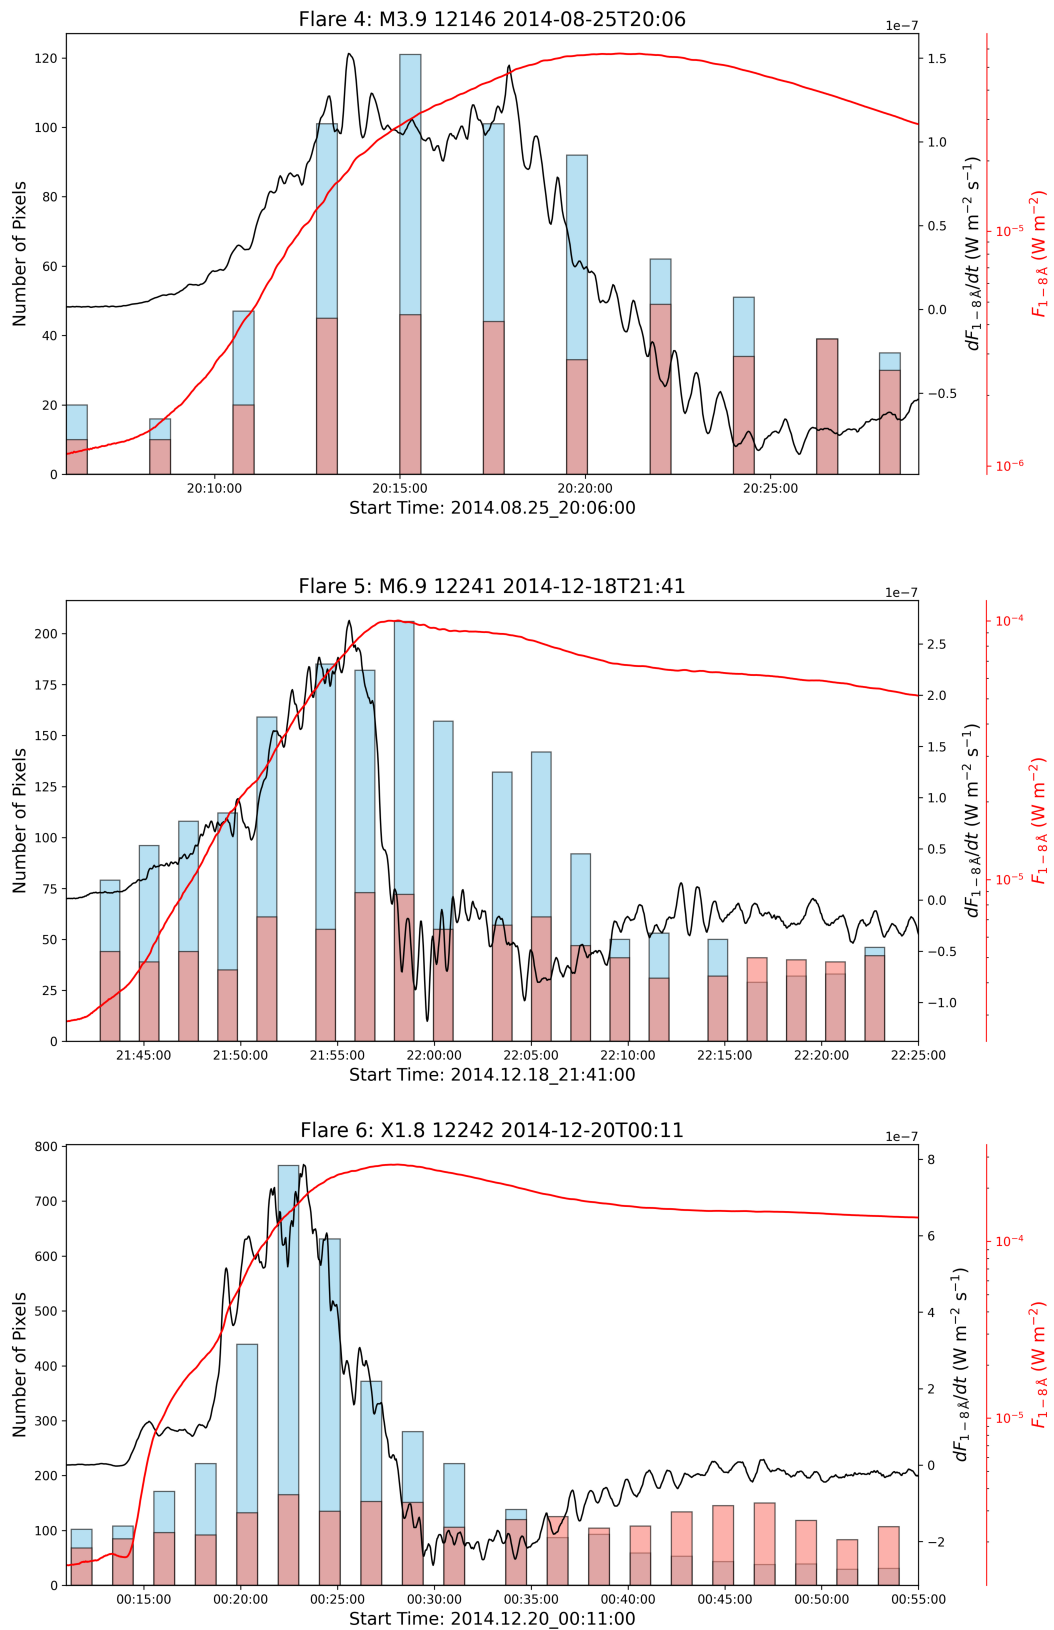 Flare 4: M3.9 12146 2014-08-25T20:06
1e−7
120
100
80
60
40
20
0
Number of Pixels
1.5
1.0
0.5
0.0
−0.5
dF1−8Å/dt (W m−2 s−1)
10−5
10−6
F1−8Å (W m−2)
20:10:00 20:15:00 20:20:00 20:25:00
Start Time: 2014.08.25_20:06:00
Flare 5: M6.9 12241 2014-12-18T21:41
1e−7
200
175
150
125
100
75
50
25
0
Number of Pixels
2.5
2.0
1.5
1.0
0.5
0.0
−0.5
−1.0
dF1−8Å/dt (W m−2 s−1)
10−4
10−5
F1−8Å (W m−2)
21:45:00 21:50:00 21:55:00 22:00:00 22:05:00 22:10:00 22:15:00 22:20:00 22:25:00
Start Time: 2014.12.18_21:41:00
Flare 6: X1.8 12242 2014-12-20T00:11
1e−7
800
700
600
500
400
300
200
100
0
Number of Pixels
8
6
4
2
0
−2
dF1−8Å/dt (W m−2 s−1)
10−4
10−5
F1−8Å (W m−2)
00:15:00 00:20:00 00:25:00 00:30:00 00:35:00 00:40:00 00:45:00 00:50:00 00:55:00
Start Time: 2014.12.20_00:11:00